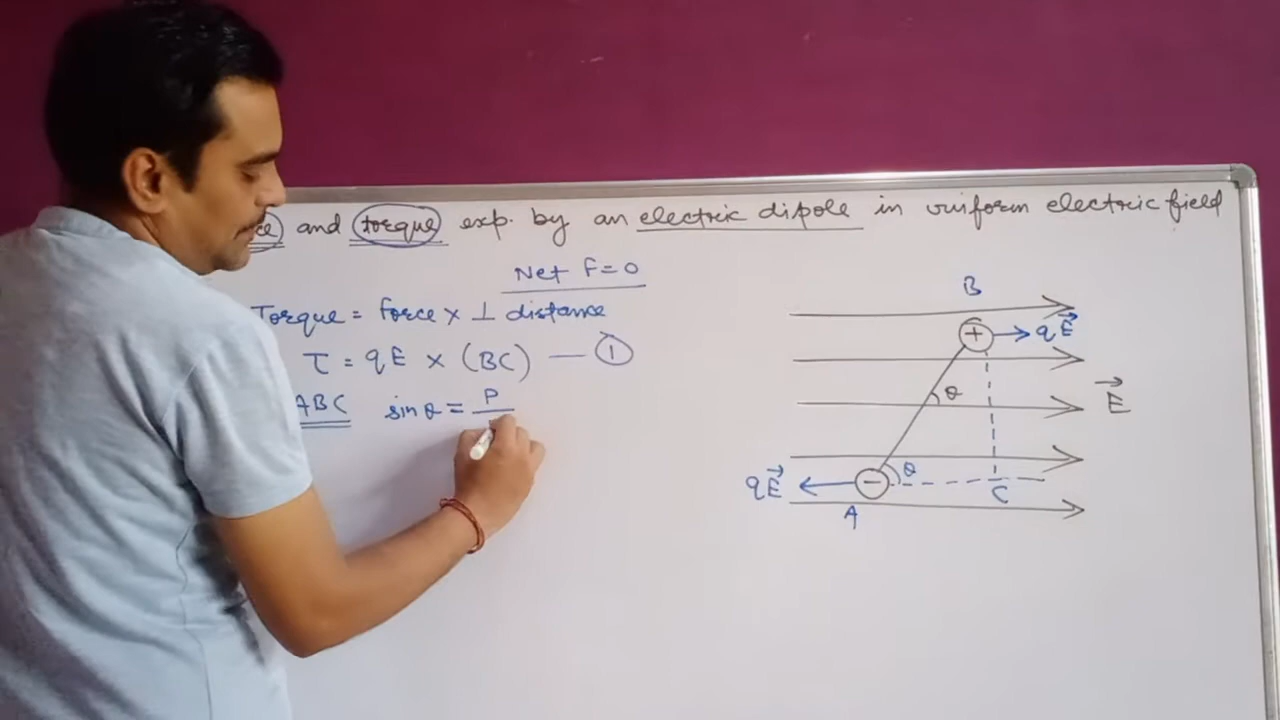 and torque exp. by an electric dipole in uniform electric field
Net F=0
Torque = force × ⊥ distance
τ = qE × (BC) — ①
ABC sin θ = P
B
+
qE⃗
θ
E⃗
qE⃗
−
θ
C
A